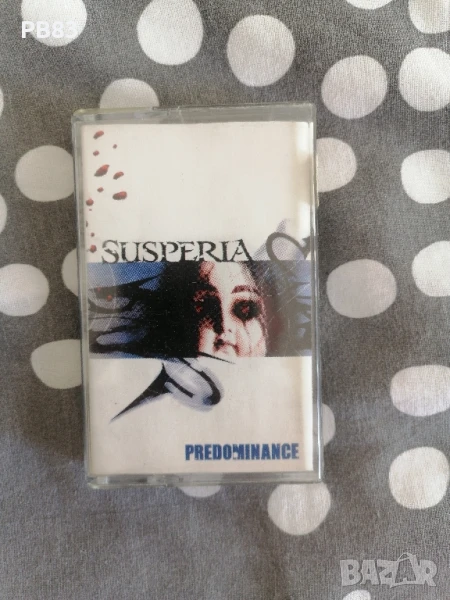 PB83
SUSPERIA
PREDOMINANCE
BAZAR